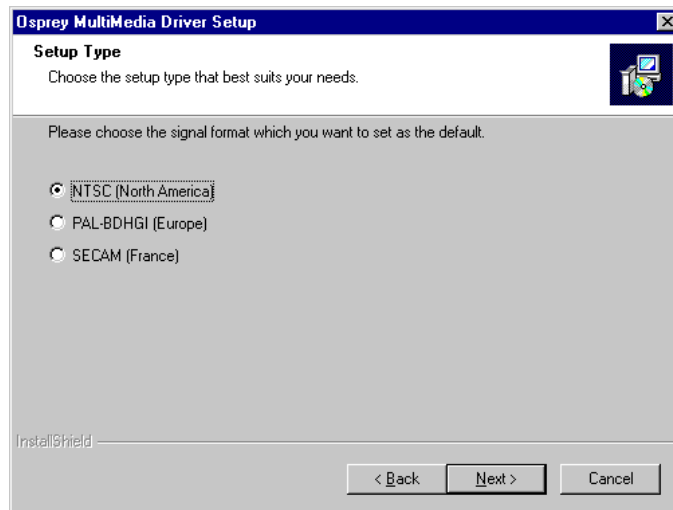 Osprey MultiMedia Driver Setup
Setup Type
Choose the setup type that best suits your needs.
Please choose the signal format which you want to set as the default.
NTSC (North America)
PAL-BDHGI (Europe)
SECAM (France)
InstallShield
< Back Next > Cancel